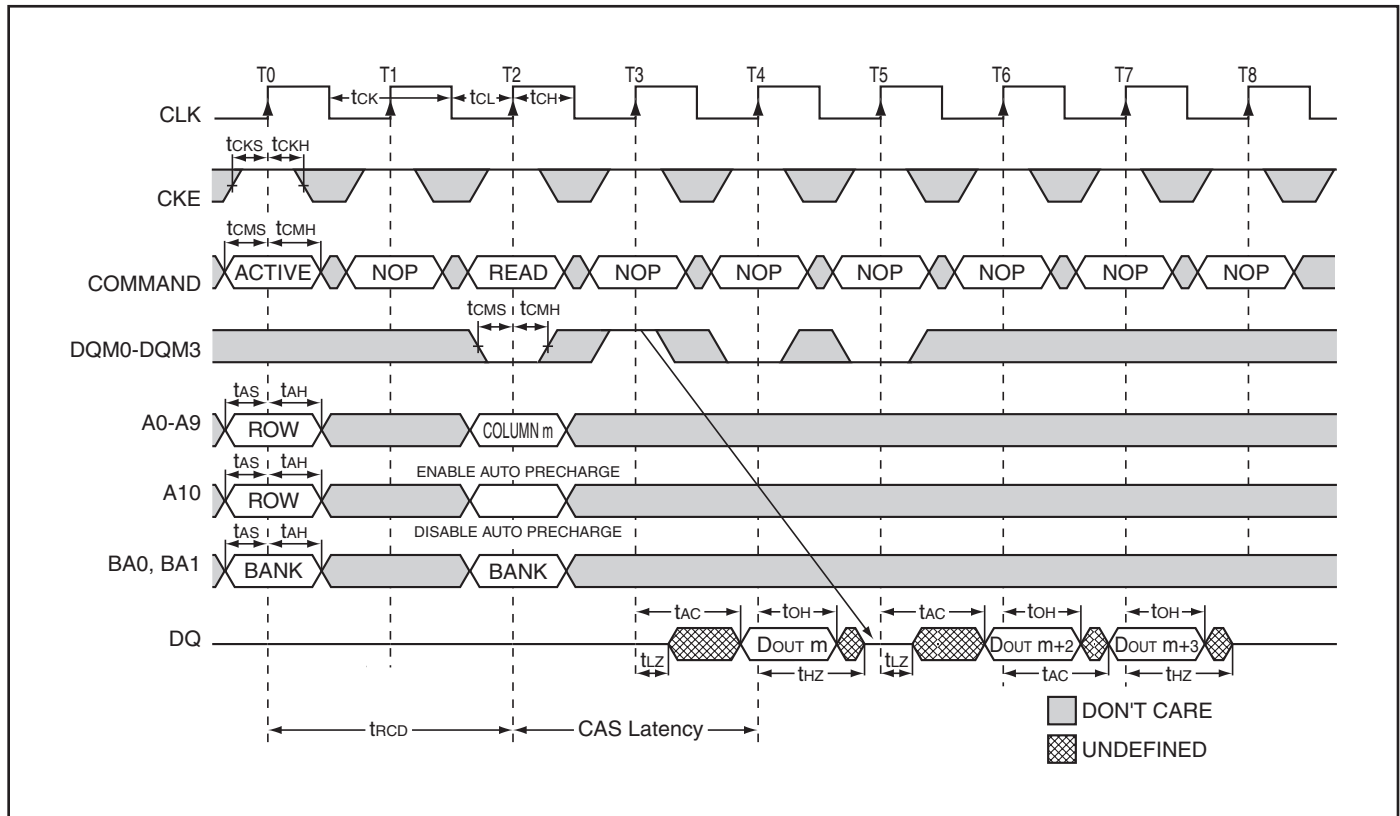 T0 T1 T2 T3 T4 T5 T6 T7 T8
tCK tCL tCH
CLK
tCKS tCKH
CKE
tCMS tCMH
COMMAND ACTIVE NOP READ NOP NOP NOP NOP NOP NOP
tCMS tCMH
DQM0-DQM3
tAS tAH
A0-A9 ROW COLUMN m
tAS tAH ENABLE AUTO PRECHARGE
A10 ROW
tAS tAH DISABLE AUTO PRECHARGE
BA0, BA1 BANK BANK
tAC tOH tAC tOH tOH
DQ DOUT m DOUT m+2 DOUT m+3
tLZ tHZ tLZ tAC tHZ
tRCD CAS Latency
DON'T CARE
UNDEFINED